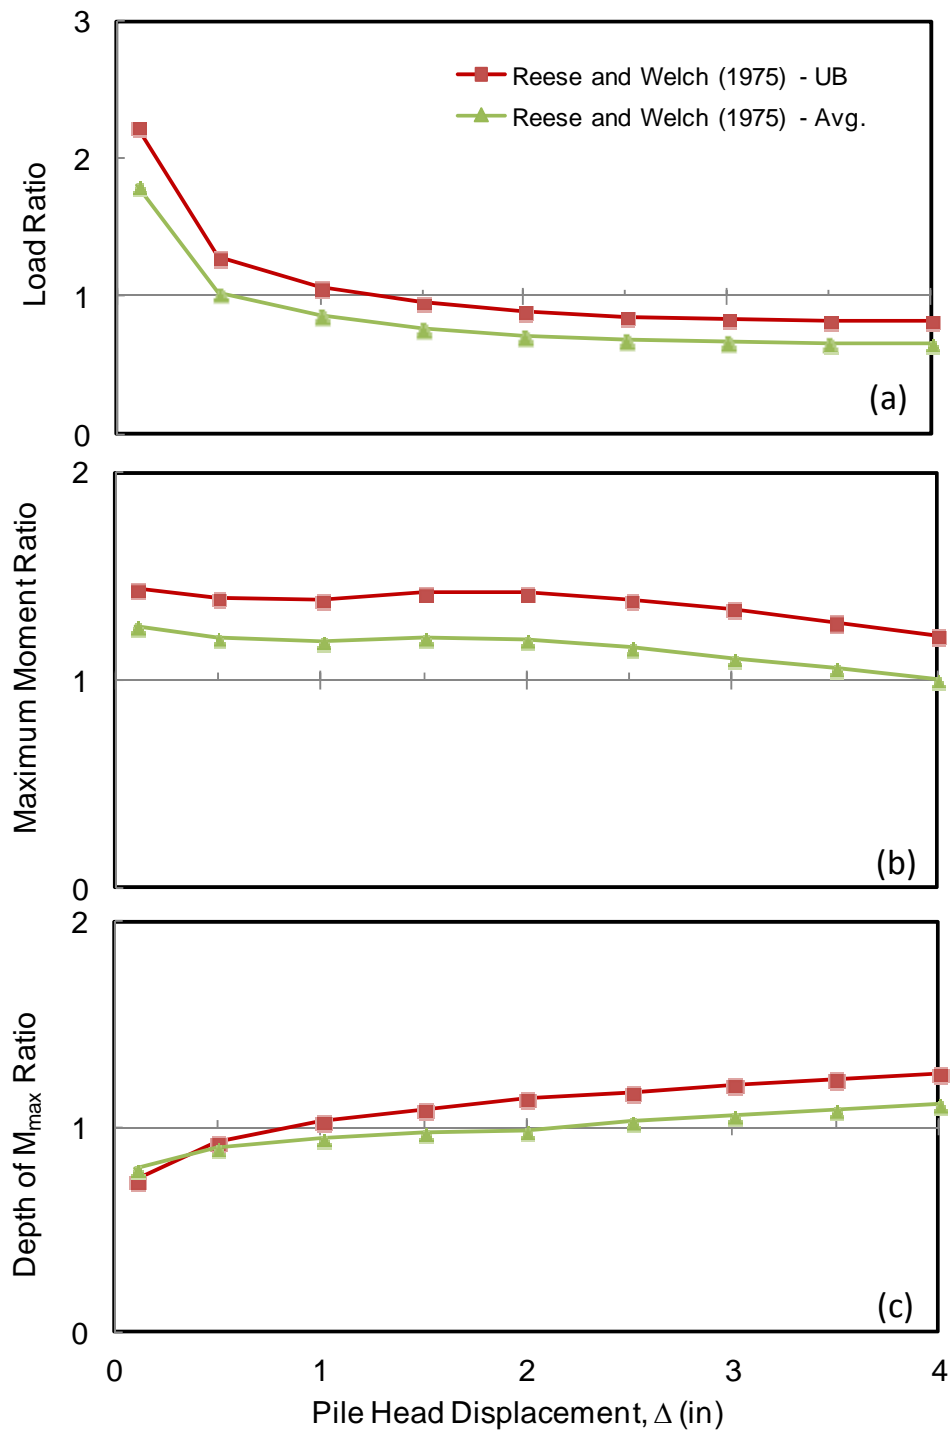 3
Reese and Welch (1975) - UB
Reese and Welch (1975) - Avg.
2
Load Ratio
1
(a)
0
2
Maximum Moment Ratio
1
(b)
0
2
Depth of Mmax Ratio
1
(c)
0
0 1 2 3 4
Pile Head Displacement, Δ (in)